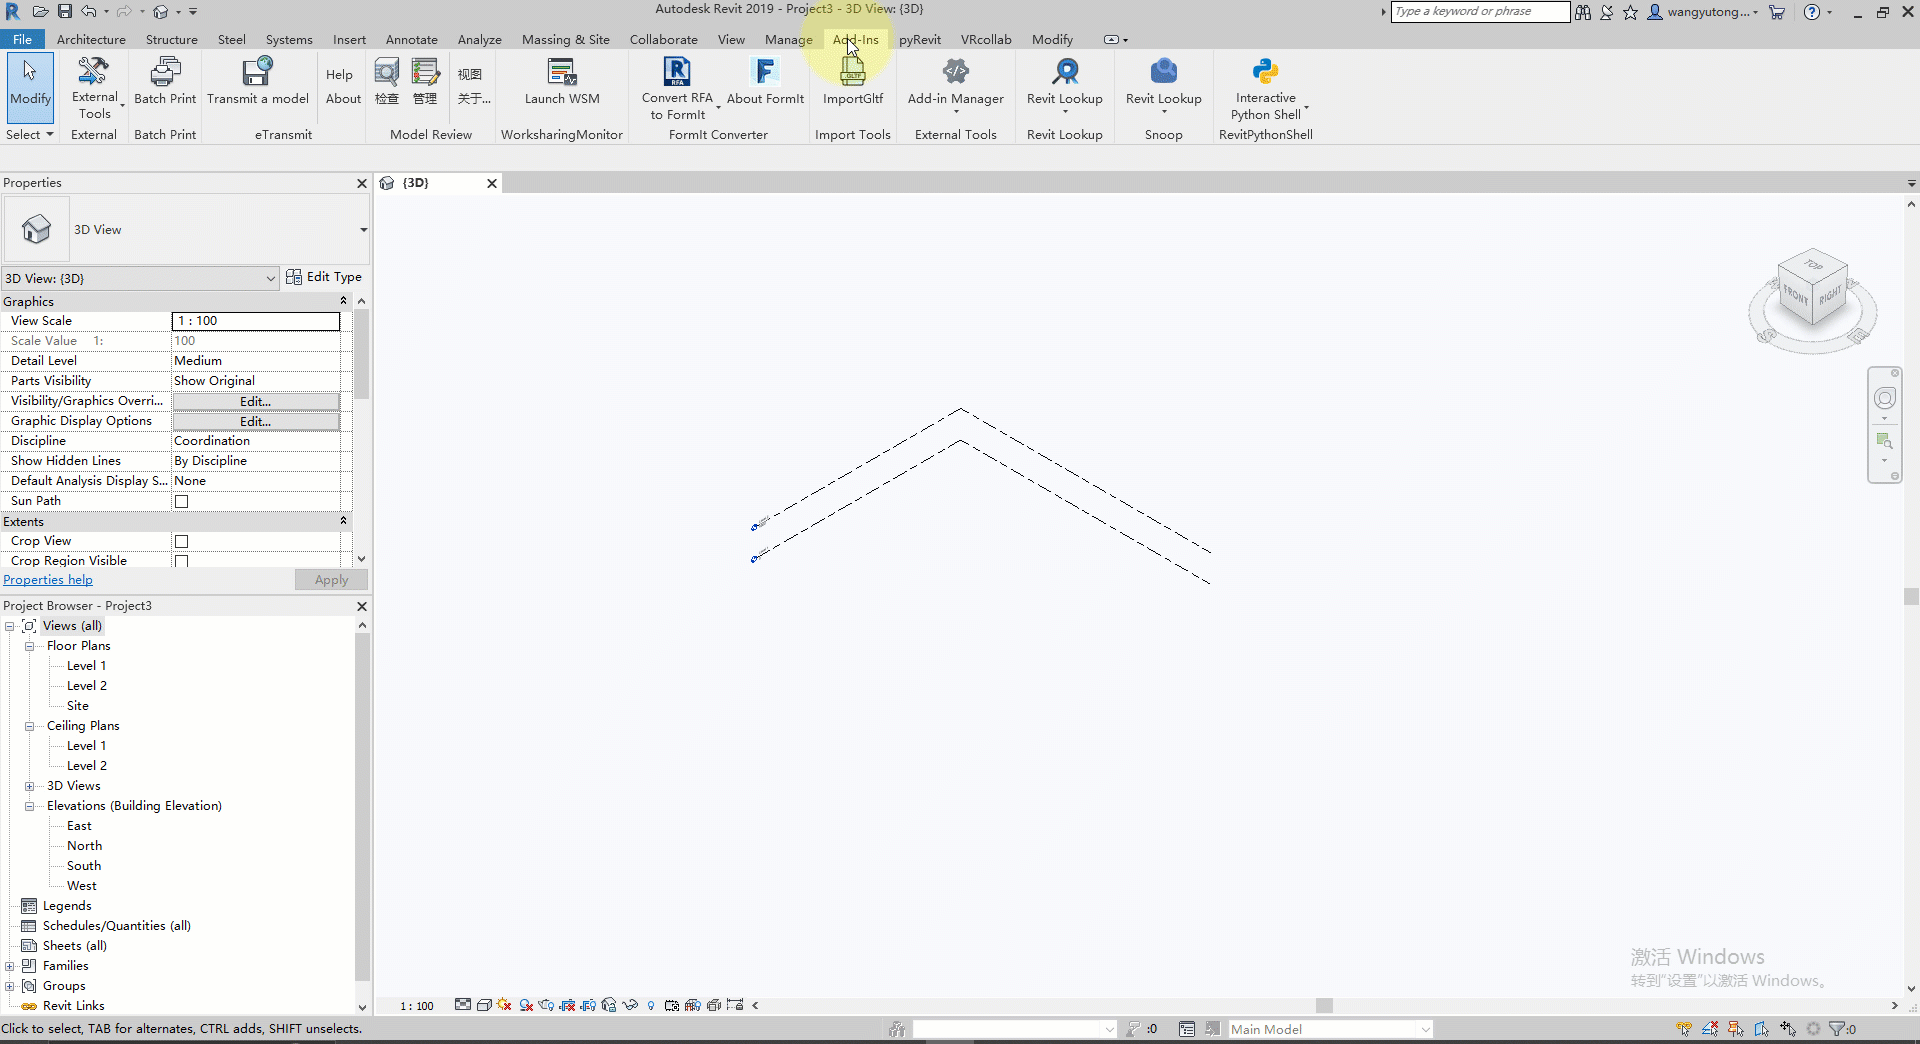 Autodesk Revit 2019 - Project3 - 3D View: {3D}
Type a keyword or phrase
wangyutong...
File
Architecture
Structure
Steel
Systems
Insert
Annotate
Analyze
Massing & Site
Collaborate
View
Manage
Add-Ins
pyRevit
VRcollab
Modify
Modify
External
Tools
Batch Print
Transmit a model
Help
About
检查
管理
视图
关于...
Launch WSM
RFA
Convert RFA
to FormIt
About FormIt
GLTF
ImportGltf
Add-in Manager
Revit Lookup
Revit Lookup
Interactive
Python Shell
Select
External
Batch Print
eTransmit
Model Review
WorksharingMonitor
FormIt Converter
Import Tools
External Tools
Revit Lookup
Snoop
RevitPythonShell
Properties
3D View
3D View: {3D}
Edit Type
Graphics
View Scale
1 : 100
Scale Value 1:
100
Detail Level
Medium
Parts Visibility
Show Original
Visibility/Graphics Overri...
Edit...
Graphic Display Options
Edit...
Discipline
Coordination
Show Hidden Lines
By Discipline
Default Analysis Display S...
None
Sun Path
Extents
Crop View
Crop Region Visible
Properties help
Apply
Project Browser - Project3
Views (all)
Floor Plans
Level 1
Level 2
Site
Ceiling Plans
Level 1
Level 2
3D Views
Elevations (Building Elevation)
East
North
South
West
Legends
Schedules/Quantities (all)
Sheets (all)
Families
Groups
Revit Links
{3D}
TOP
FRONT
RIGHT
S
E
激活 Windows
转到"设置"以激活 Windows。
1 : 100
Click to select, TAB for alternates, CTRL adds, SHIFT unselects.
:0
Main Model
:0